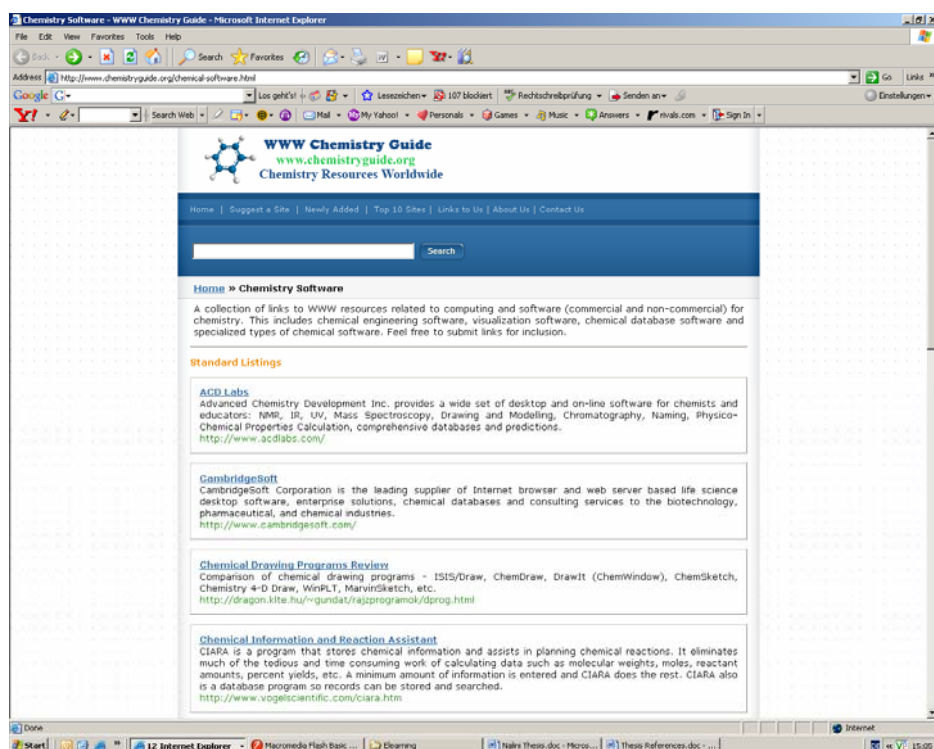 Chemistry Software - WWW Chemistry Guide - Microsoft Internet Explorer
File Edit View Favorites Tools Help
Back Search Favorites
Address http://www.chemistryguide.org/chemical-software.html Go Links
Google G Los geht's! Lesezeichen 107 blockiert Rechtschreibprüfung Senden an Einstellungen
Y! Search Web Mail My Yahoo! Personals Games Music Answers rivals.com Sign In
WWW Chemistry Guide
www.chemistryguide.org
Chemistry Resources Worldwide
Home | Suggest a Site | Newly Added | Top 10 Sites | Links to Us | About Us | Contact Us
Search
Home » Chemistry Software
A collection of links to WWW resources related to computing and software (commercial and non-commercial) for
chemistry. This includes chemical engineering software, visualization software, chemical database software and
specialized types of chemical software. Feel free to submit links for inclusion.
Standard Listings
ACD Labs
Advanced Chemistry Development Inc. provides a wide set of desktop and on-line software for chemists and
educators: NMR, IR, UV, Mass Spectroscopy, Drawing and Modelling, Chromatography, Naming, Physico-
Chemical Properties Calculation, comprehensive databases and predictions.
http://www.acdlabs.com/
CambridgeSoft
CambridgeSoft Corporation is the leading supplier of Internet browser and web server based life science
desktop software, enterprise solutions, chemical databases and consulting services to the biotechnology,
pharmaceutical, and chemical industries.
http://www.cambridgesoft.com/
Chemical Drawing Programs Review
Comparison of chemical drawing programs - ISIS/Draw, ChemDraw, DrawIt (ChemWindow), ChemSketch,
Chemistry 4-D Draw, WinPLT, MarvinSketch, etc.
http://dragon.klte.hu/~gundat/rajzprogramok/dprog.html
Chemical Information and Reaction Assistant
CIARA is a program that stores chemical information and assists in planning chemical reactions. It eliminates
much of the tedious and time consuming work of calculating data such as molecular weights, moles, reactant
amounts, percent yields, etc. A minimum amount of information is entered and CIARA does the rest. CIARA also
is a database program so records can be stored and searched.
http://www.vogelscientific.com/ciara.htm
Done Internet
Start 12 Internet Explorer Macromedia Flash Basic ... Elearning Nalni Thesis.doc - Micros... Thesis References.doc - ...